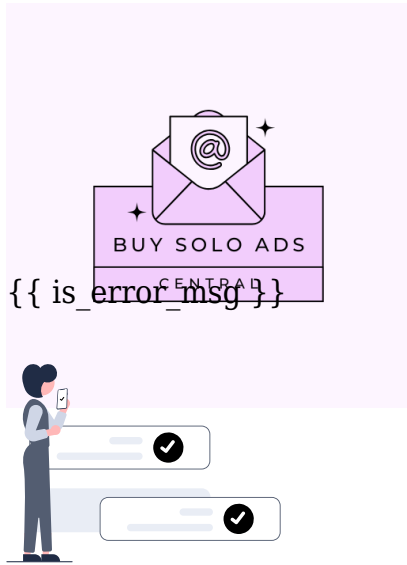 @
BUY SOLO ADS
CENTRAL
{{ is_error_msg }}